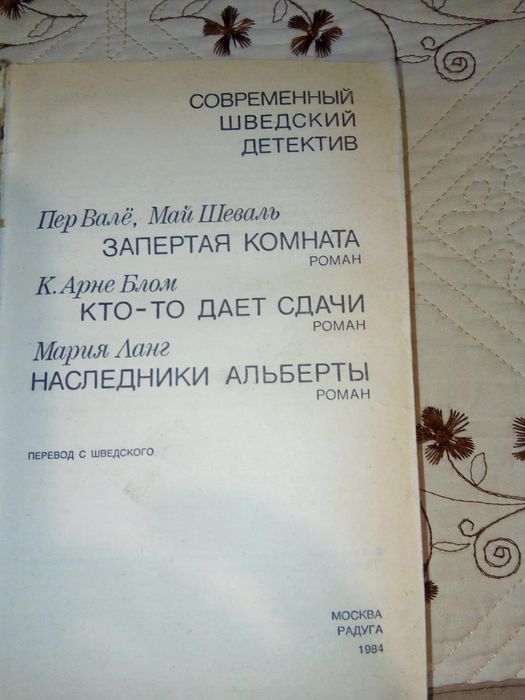 СОВРЕМЕННЫЙ
ШВЕДСКИЙ
ДЕТЕКТИВ
Пер Валё, Май Шеваль
ЗАПЕРТАЯ КОМНАТА
РОМАН
К. Арне Блом
КТО-ТО ДАЕТ СДАЧИ
РОМАН
Мария Ланг
НАСЛЕДНИКИ АЛЬБЕРТЫ
РОМАН
ПЕРЕВОД С ШВЕДСКОГО
МОСКВА
РАДУГА
1984